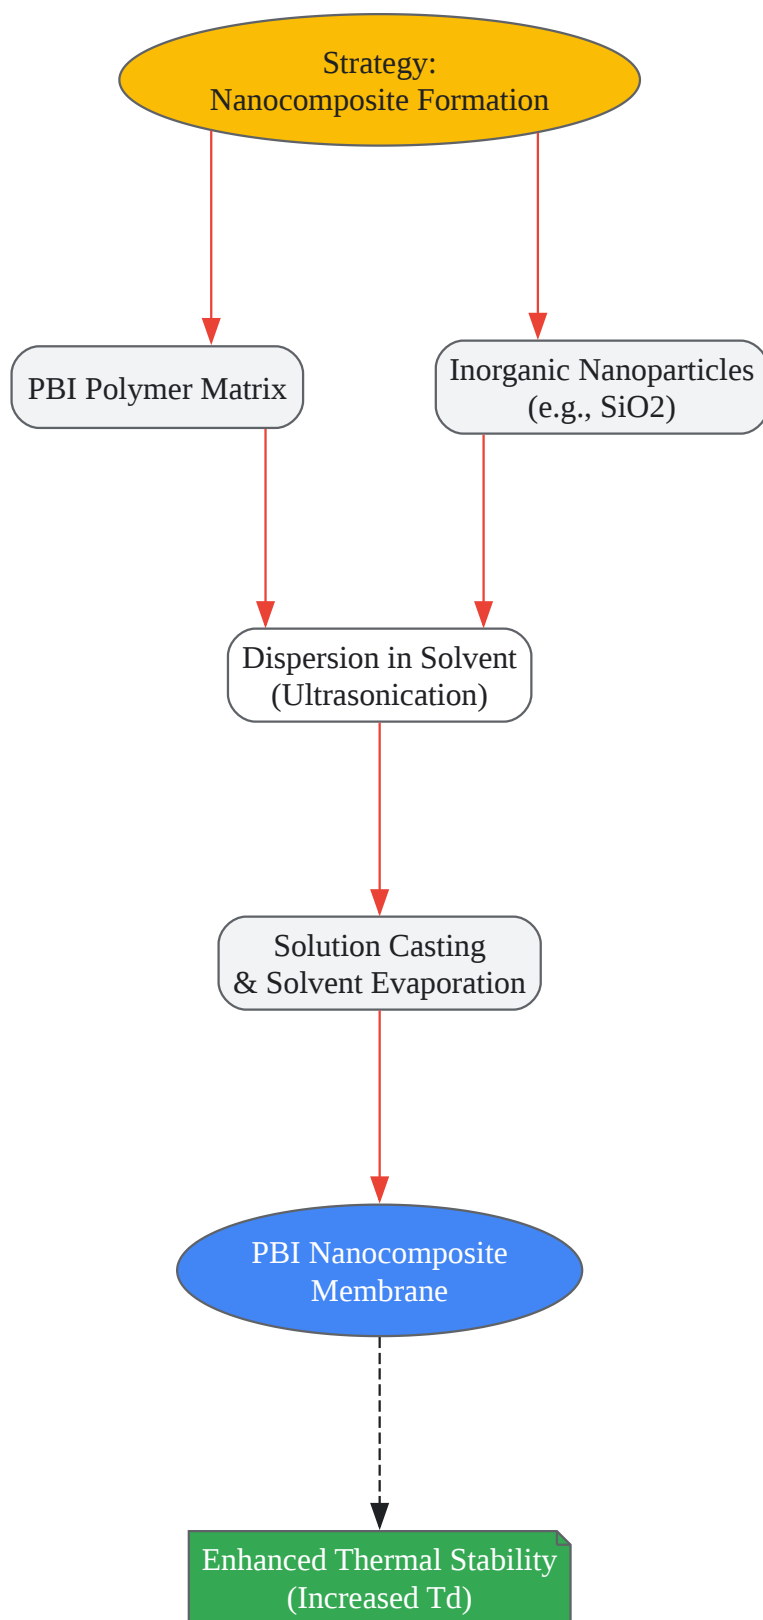 Strategy:
Nanocomposite Formation
PBI Polymer Matrix
Inorganic Nanoparticles
(e.g., SiO2)
Dispersion in Solvent
(Ultrasonication)
Solution Casting
& Solvent Evaporation
PBI Nanocomposite
Membrane
Enhanced Thermal Stability
(Increased Td)